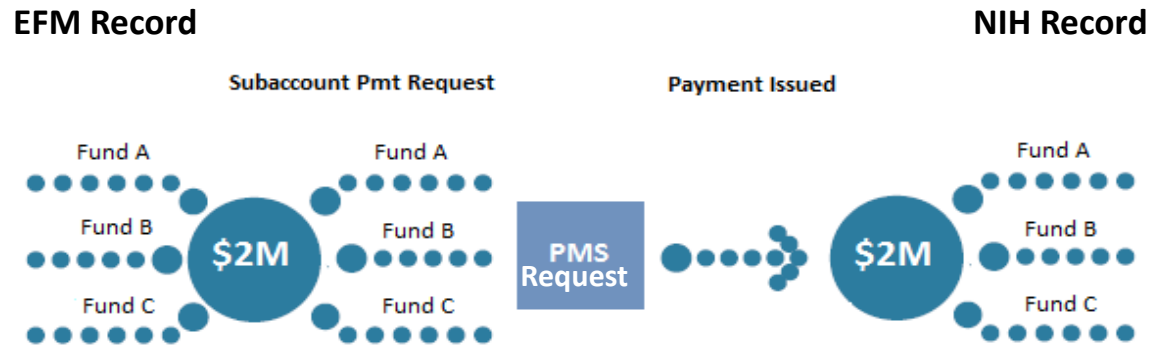 EFM Record
NIH Record
Subaccount Pmt Request
Payment Issued
Fund A
Fund A
Fund A
Fund B
Fund B
Fund B
$2M
PMS
Request
$2M
Fund C
Fund C
Fund C